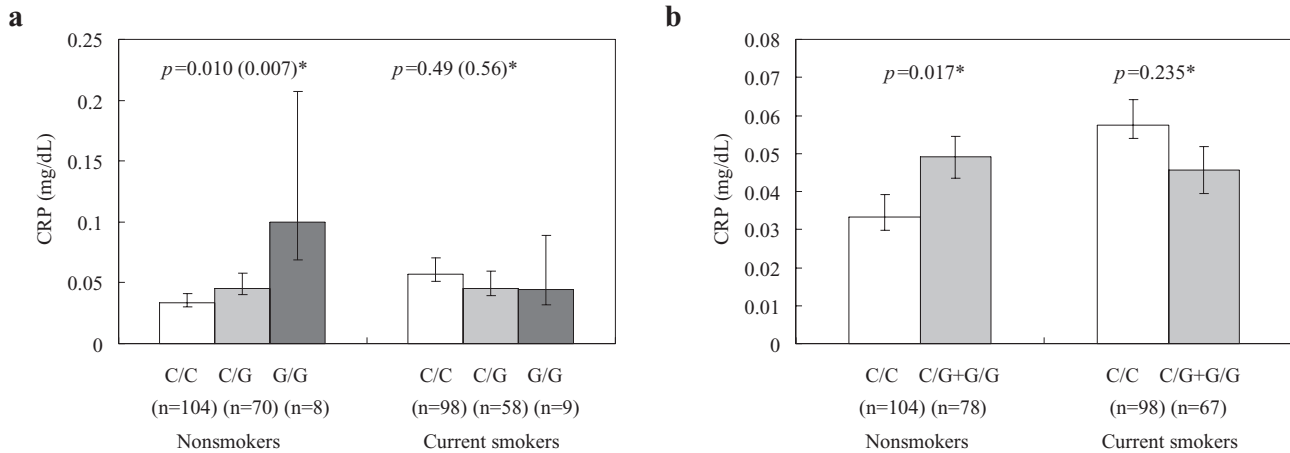 a
0.25
0.2
0.15
0.1
0.05
0
CRP (mg/dL)
p=0.010 (0.007)*
p=0.49 (0.56)*
C/C C/G G/G
(n=104) (n=70) (n=8)
Nonsmokers
C/C C/G G/G
(n=98) (n=58) (n=9)
Current smokers
b
0.08
0.07
0.06
0.05
0.04
0.03
0.02
0.01
0
CRP (mg/dL)
p=0.017*
p=0.235*
C/C C/G+G/G
(n=104) (n=78)
Nonsmokers
C/C C/G+G/G
(n=98) (n=67)
Current smokers